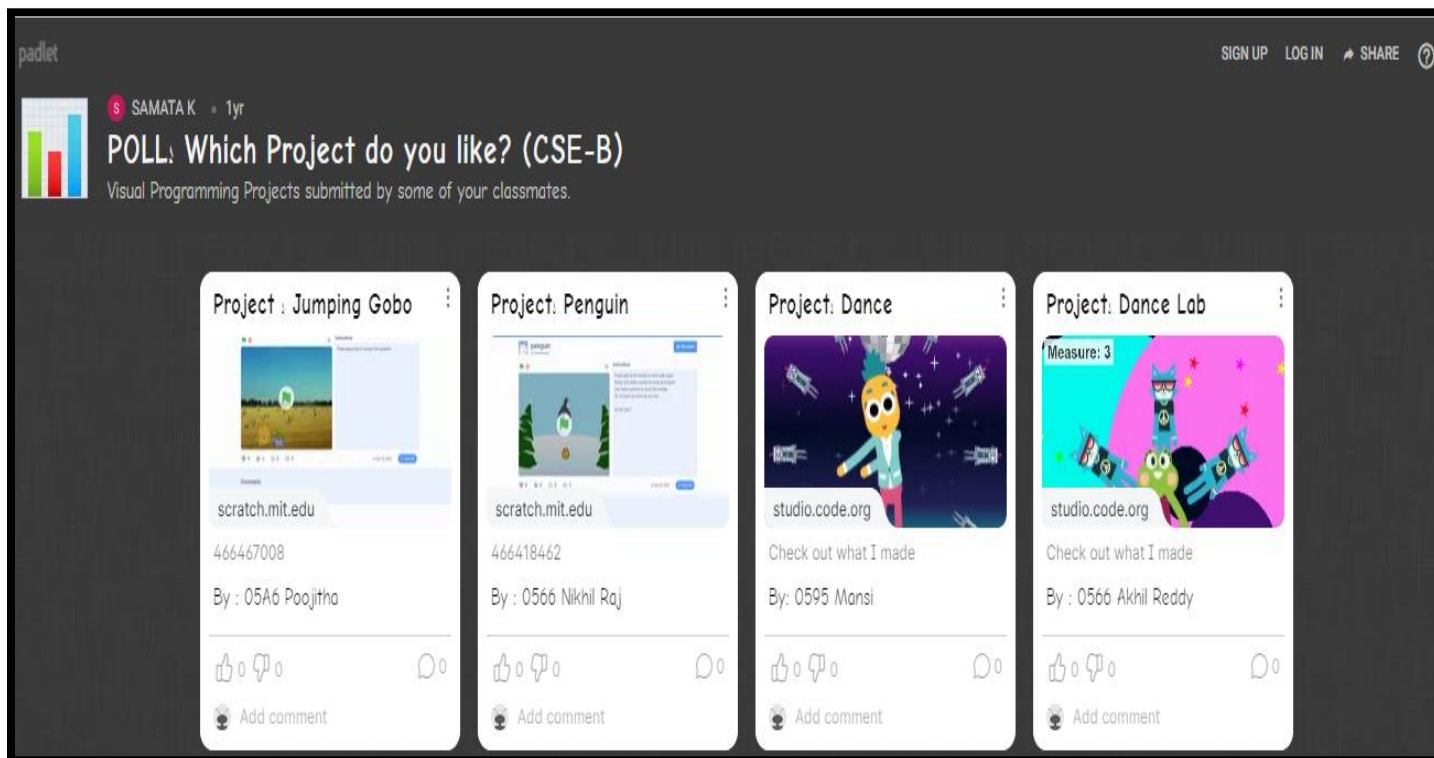 padlet
SIGN UP LOG IN SHARE ?
S SAMATA K • 1yr
POLL: Which Project do you like? (CSE-B)
Visual Programming Projects submitted by some of your classmates.
Project : Jumping Gobo
scratch.mit.edu
466467008
By : 05A6 Poojitha
0 0 0
Add comment
Project: Penguin
penguin
scratch.mit.edu
466418462
By : 0566 Nikhil Raj
0 0 0
Add comment
Project: Dance
studio.code.org
Check out what I made
By: 0595 Mansi
0 0 0
Add comment
Project: Dance Lab
Measure: 3
studio.code.org
Check out what I made
By : 0566 Akhil Reddy
0 0 0
Add comment